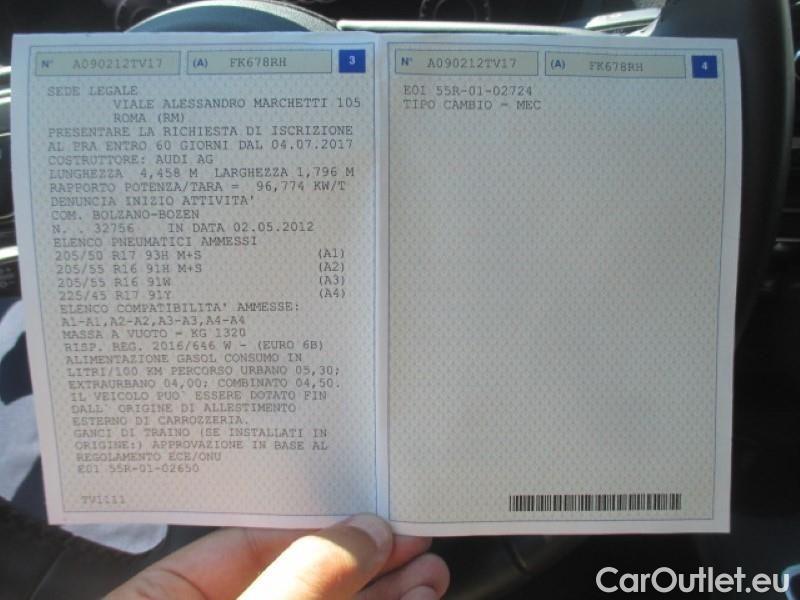 N° A090212TV17 (A) FK678RH 3
SEDE LEGALE
VIALE ALESSANDRO MARCHETTI 105
ROMA (RM)
PRESENTARE LA RICHIESTA DI ISCRIZIONE
AL PRA ENTRO 60 GIORNI DAL 04.07.2017
COSTRUTTORE: AUDI AG
LUNGHEZZA 4,458 M LARGHEZZA 1,796 M
RAPPORTO POTENZA/TARA = 96,774 KW/T
DENUNCIA INIZIO ATTIVITA'
COM. BOLZANO-BOZEN
N. . 32756 IN DATA 02.05.2012
ELENCO PNEUMATICI AMMESSI
205/50 R17 93H M+S (A1)
205/55 R16 91H M+S (A2)
205/55 R16 91W (A3)
225/45 R17 91Y (A4)
ELENCO COMPATIBILITA' AMMESSE:
A1-A1,A2-A2,A3-A3,A4-A4
MASSA A VUOTO = KG 1320
RISP. REG. 2016/646 W - (EURO 6B)
ALIMENTAZIONE GASOL CONSUMO IN
LITRI/100 KM PERCORSO URBANO 05,30;
EXTRAURBANO 04,00; COMBINATO 04,50.
IL VEICOLO PUO` ESSERE DOTATO FIN
DALL` ORIGINE DI ALLESTIMENTO
ESTERNO DI CARROZZERIA.
GANCI DI TRAINO (SE INSTALLATI IN
ORIGINE:) APPROVAZIONE IN BASE AL
REGOLAMENTO ECE/ONU
E01 55R-01-02650
TV1111
N° A090212TV17 (A) FK678RH 4
E01 55R-01-02724
TIPO CAMBIO = MEC
CarOutlet.eu